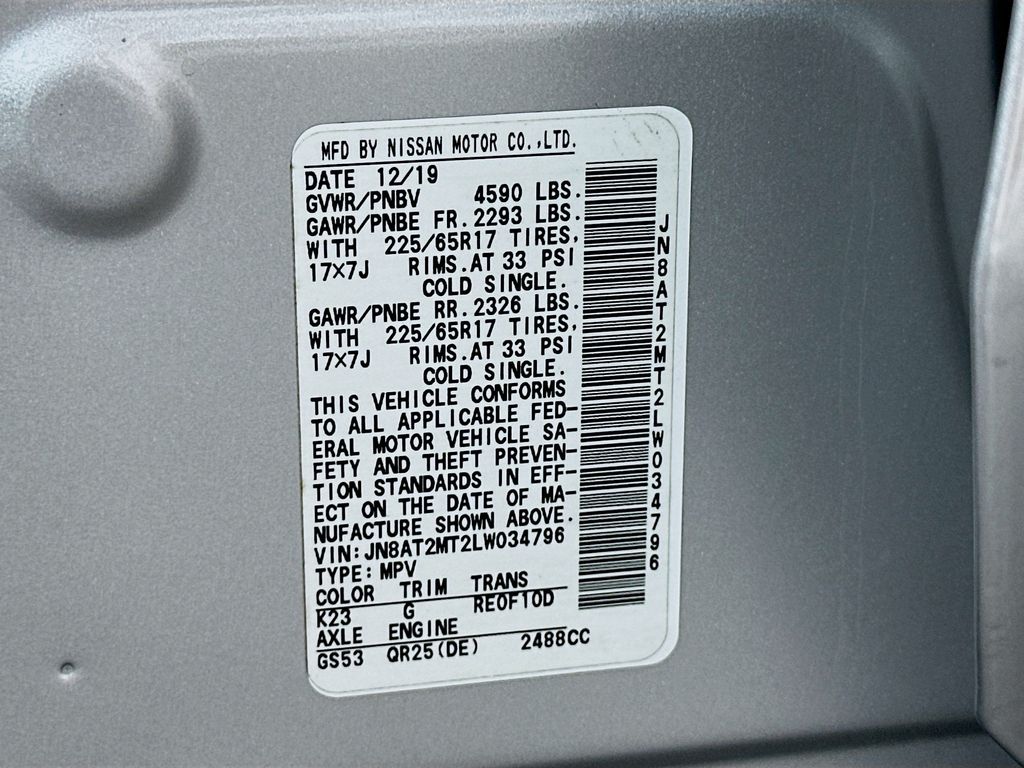 MFD BY NISSAN MOTOR CO.,LTD.
DATE 12/19
GVWR/PNBV 4590 LBS.
GAWR/PNBE FR.2293 LBS.
WITH 225/65R17 TIRES,
17×7J RIMS.AT 33 PSI
COLD SINGLE.
GAWR/PNBE RR.2326 LBS.
WITH 225/65R17 TIRES,
17×7J RIMS.AT 33 PSI
COLD SINGLE.
THIS VEHICLE CONFORMS
TO ALL APPLICABLE FED-
ERAL MOTOR VEHICLE SA-
FETY AND THEFT PREVEN-
TION STANDARDS IN EFF-
ECT ON THE DATE OF MA-
NUFACTURE SHOWN ABOVE.
VIN:JN8AT2MT2LW034796
TYPE:MPV
COLOR TRIM TRANS
K23 G RE0F10D
AXLE ENGINE
GS53 QR25(DE) 2488CC
JN8AT2MT2LW034796